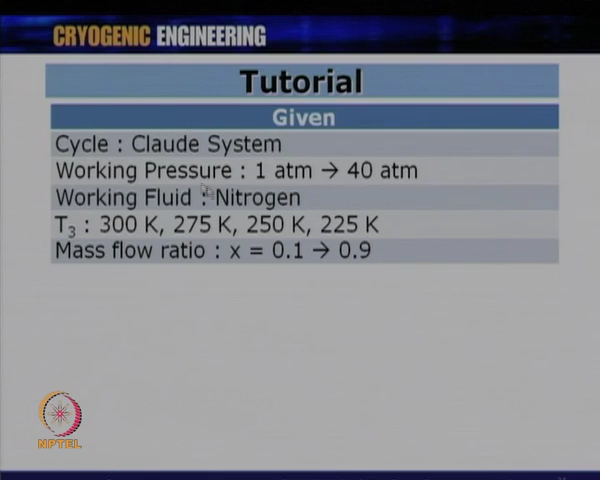 CRYOGENIC ENGINEERING
Tutorial
Given
Cycle : Claude System
Working Pressure : 1 atm → 40 atm
Working Fluid : Nitrogen
T₃ : 300 K, 275 K, 250 K, 225 K
Mass flow ratio : x = 0.1 → 0.9
NPTEL